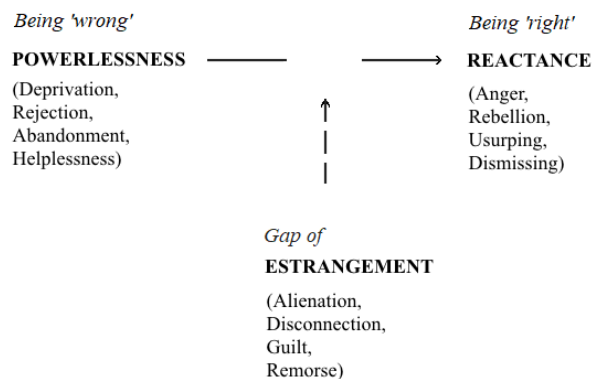 Being 'wrong'
POWERLESSNESS
(Deprivation,
Rejection,
Abandonment,
Helplessness)
Being 'right'
REACTANCE
(Anger,
Rebellion,
Usurping,
Dismissing)
Gap of
ESTRANGEMENT
(Alienation,
Disconnection,
Guilt,
Remorse)